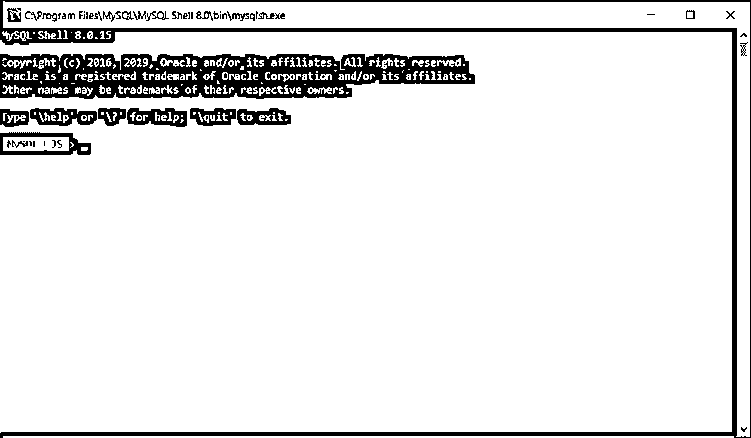 C:\Program Files\MySQL\MySQL Shell 8.0\bin\mysqlsh.exe
MySQL Shell 8.0.15
Copyright (c) 2016, 2019, Oracle and/or its affiliates. All rights reserved.
Oracle is a registered trademark of Oracle Corporation and/or its affiliates.
Other names may be trademarks of their respective owners.
Type '\help' or '\?' for help; '\quit' to exit.
MySQL JS >